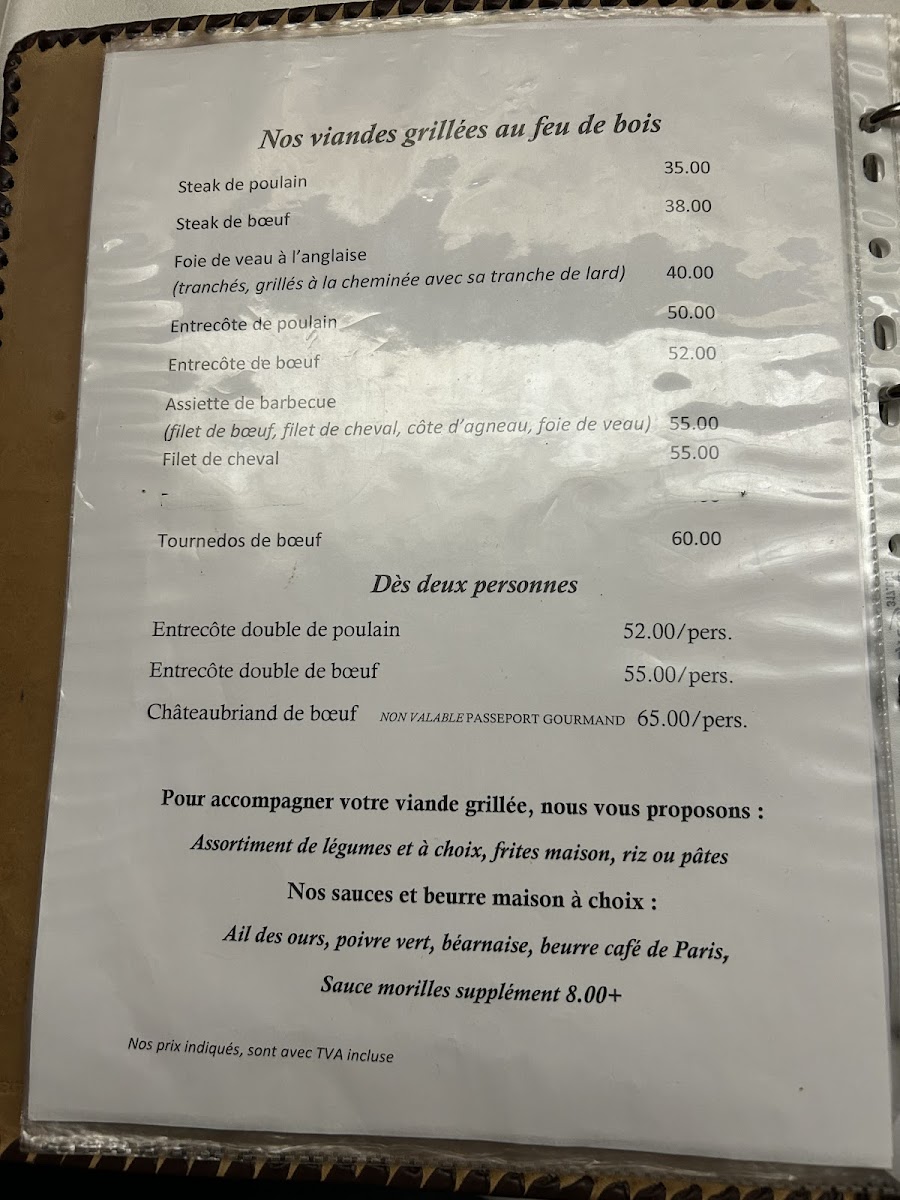 Nos viandes grillées au feu de bois
Steak de poulain 35.00
Steak de bœuf 38.00
Foie de veau à l'anglaise
(tranchés, grillés à la cheminée avec sa tranche de lard) 40.00
Entrecôte de poulain 50.00
Entrecôte de bœuf 52.00
Assiette de barbecue
(filet de bœuf, filet de cheval, côte d'agneau, foie de veau) 55.00
Filet de cheval 55.00
Tournedos de bœuf 60.00
Dès deux personnes
Entrecôte double de poulain 52.00/pers.
Entrecôte double de bœuf 55.00/pers.
Châteaubriand de bœuf NON VALABLE PASSEPORT GOURMAND 65.00/pers.
Pour accompagner votre viande grillée, nous vous proposons :
Assortiment de légumes et à choix, frites maison, riz ou pâtes
Nos sauces et beurre maison à choix :
Ail des ours, poivre vert, béarnaise, beurre café de Paris,
Sauce morilles supplément 8.00+
Nos prix indiqués, sont avec TVA incluse